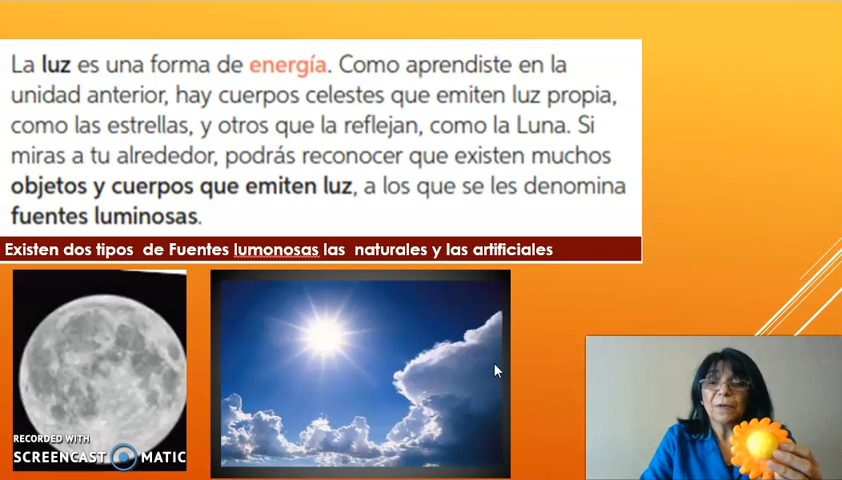 La luz es una forma de energía. Como aprendiste en la
unidad anterior, hay cuerpos celestes que emiten luz propia,
como las estrellas, y otros que la reflejan, como la Luna. Si
miras a tu alrededor, podrás reconocer que existen muchos
objetos y cuerpos que emiten luz, a los que se les denomina
fuentes luminosas.
Existen dos tipos de Fuentes lumonosas las naturales y las artificiales
RECORDED WITH
SCREENCAST MATIC